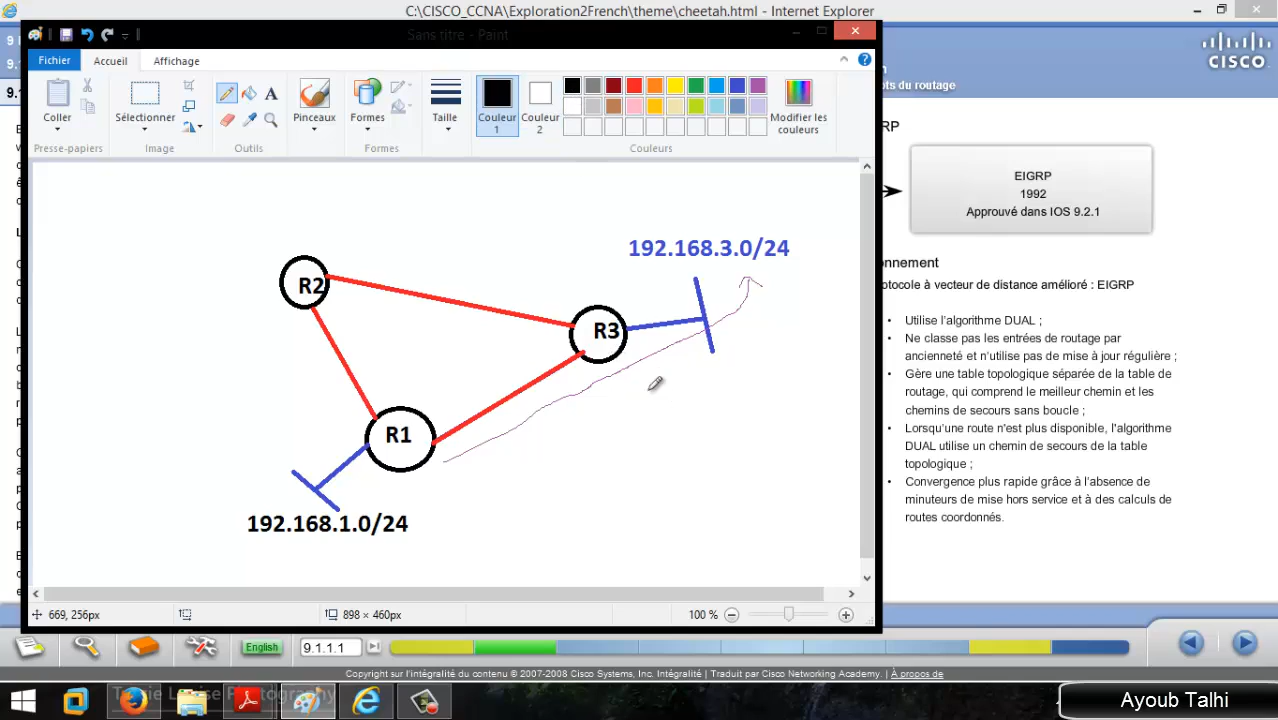 C:\CISCO_CCNA\Exploration2French\theme\cheetah.html - Internet Explorer
Sans titre - Paint
Fichier
Accueil
Affichage
Coller
Sélectionner
Pinceaux
Formes
Taille
Couleur
1
Couleur
2
Modifier les
couleurs
Presse-papiers
Image
Outils
Formes
Couleurs
CISCO
ots du routage
RP
EIGRP
1992
Approuvé dans IOS 9.2.1
onnement
otocole à vecteur de distance amélioré : EIGRP
• Utilise l'algorithme DUAL ;
• Ne classe pas les entrées de routage par
ancienneté et n'utilise pas de mise à jour régulière ;
• Gère une table topologique séparée de la table de
routage, qui comprend le meilleur chemin et les
chemins de secours sans boucle ;
• Lorsqu'une route n'est plus disponible, l'algorithme
DUAL utilise un chemin de secours de la table
topologique ;
• Convergence plus rapide grâce à l'absence de
minuteurs de mise hors service et à des calculs de
routes coordonnés.
192.168.3.0/24
R2
R3
R1
192.168.1.0/24
669, 256px
898 × 460px
100 %
English
9.1.1.1
Copyright sur l'intégralité du contenu © 2007-2008 Cisco Systems, Inc. Intégralité | Traduit par Cisco Networking Academy. | À propos de
Photography
Ayoub Talhi